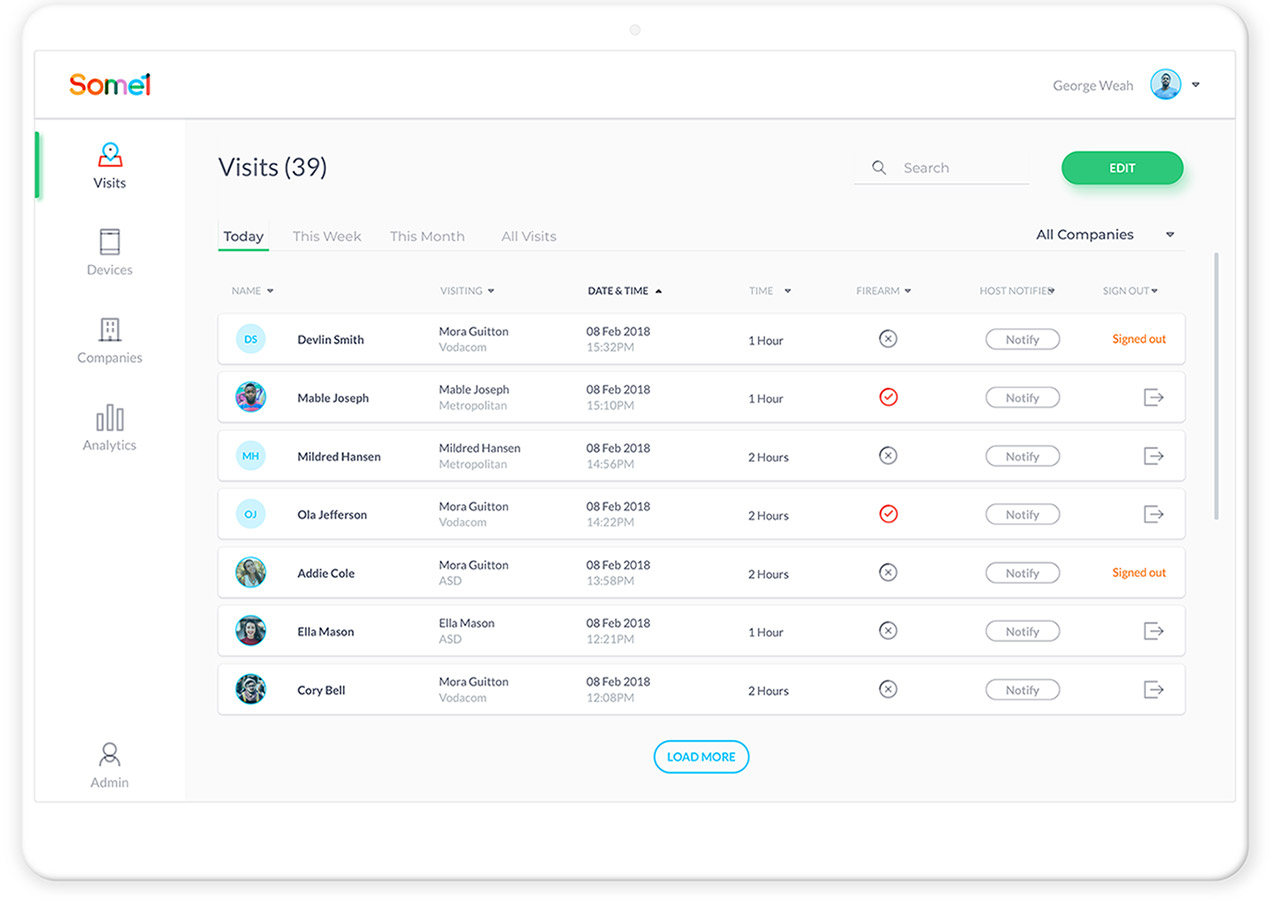 Some1
George Weah
Visits
Devices
Companies
Analytics
Admin
Visits (39)
Search
EDIT
Today This Week This Month All Visits
All Companies
NAME VISITING DATE & TIME TIME FIREARM HOST NOTIFIED SIGN OUT
DS Devlin Smith Mora Guitton 08 Feb 2018 1 Hour Notify Signed out
Vodacom 15:32PM
Mable Joseph Mable Joseph 08 Feb 2018 1 Hour Notify
Metropolitan 15:10PM
MH Mildred Hansen Mildred Hansen 08 Feb 2018 2 Hours Notify
Metropolitan 14:56PM
OJ Ola Jefferson Mora Guitton 08 Feb 2018 2 Hours Notify
Vodacom 14:22PM
Addie Cole Mora Guitton 08 Feb 2018 2 Hours Notify Signed out
ASD 13:58PM
Ella Mason Ella Mason 08 Feb 2018 1 Hour Notify
ASD 12:21PM
Cory Bell Mora Guitton 08 Feb 2018 2 Hours Notify
Vodacom 12:08PM
LOAD MORE